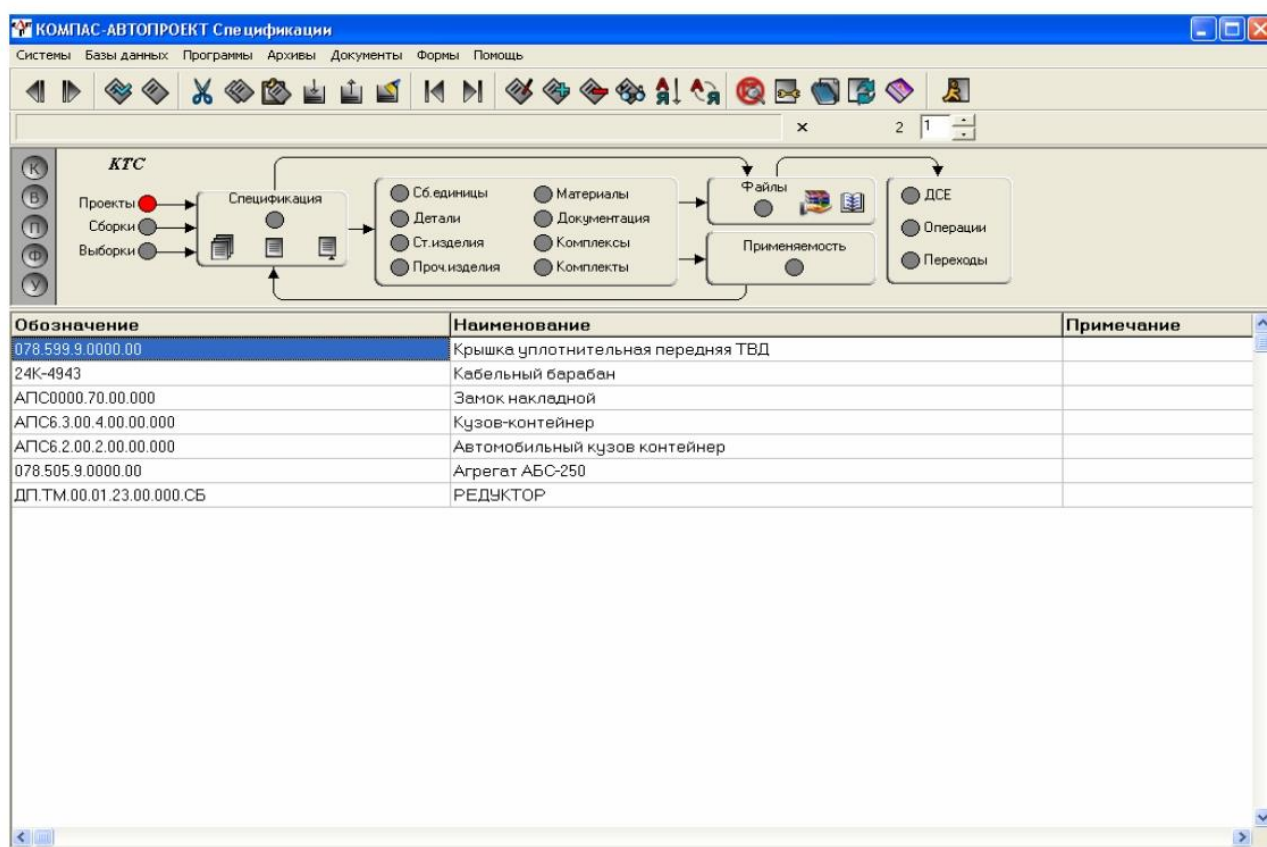 КОМПАС-АВТОПРОЕКТ Спецификации
Системы Базы данных Программы Архивы Документы Формы Помощь
× 2 1
КТС
К
В
П
Ф
У
Проекты
Сборки
Выборки
Спецификация
Сб.единицы
Детали
Ст.изделия
Проч.изделия
Материалы
Документация
Комплексы
Комплекты
Файлы
Применяемость
ДСЕ
Операции
Переходы
Обозначение Наименование Примечание
078.599.9.0000.00 Крышка уплотнительная передняя ТВД
24К-4943 Кабельный барабан
АПС0000.70.00.000 Замок накладной
АПС6.3.00.4.00.00.000 Кузов-контейнер
АПС6.2.00.2.00.00.000 Автомобильный кузов контейнер
078.505.9.0000.00 Агрегат АБС-250
ДП.ТМ.00.01.23.00.000.СБ РЕДУКТОР